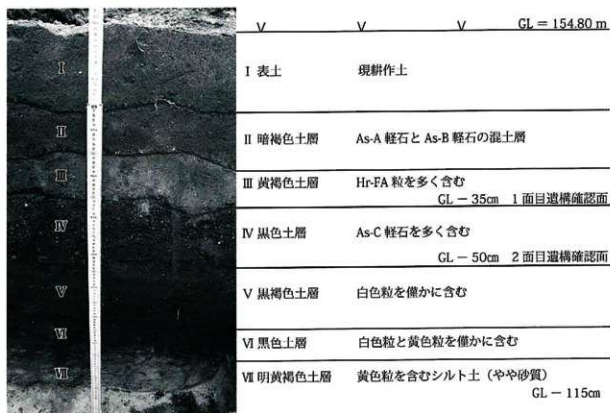 V V V GL = 154.80 m
I I 表土 現耕作土
II II 暗褐色土層 As-A 軽石と As-B 軽石の混土層
III III 黄褐色土層 Hr-FA 粒を多く含む
GL − 35㎝ 1面目遺構確認面
IV IV 黒色土層 As-C 軽石を多く含む
GL − 50㎝ 2面目遺構確認面
V V 黒褐色土層 白色粒を僅かに含む
VI VI 黒色土層 白色粒と黄色粒を僅かに含む
VII VII 明黄褐色土層 黄色粒を含むシルト土(やや砂質)
GL − 115㎝